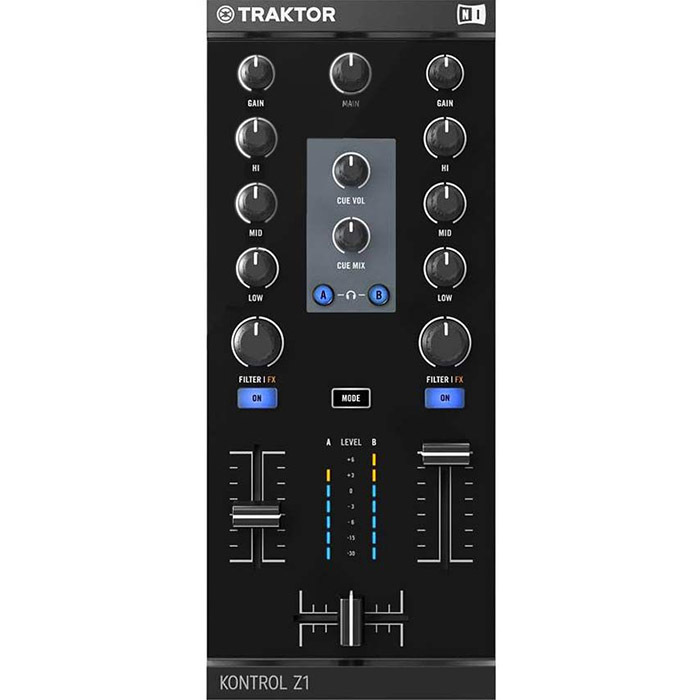 TRAKTOR NI
GAIN MAIN GAIN
HI HI
CUE VOL
MID MID
CUE MIX
LOW LOW
A B
FILTER | FX FILTER | FX
ON MODE ON
A LEVEL B
+6
+3
0
-3
-6
-15
-30
KONTROL Z1